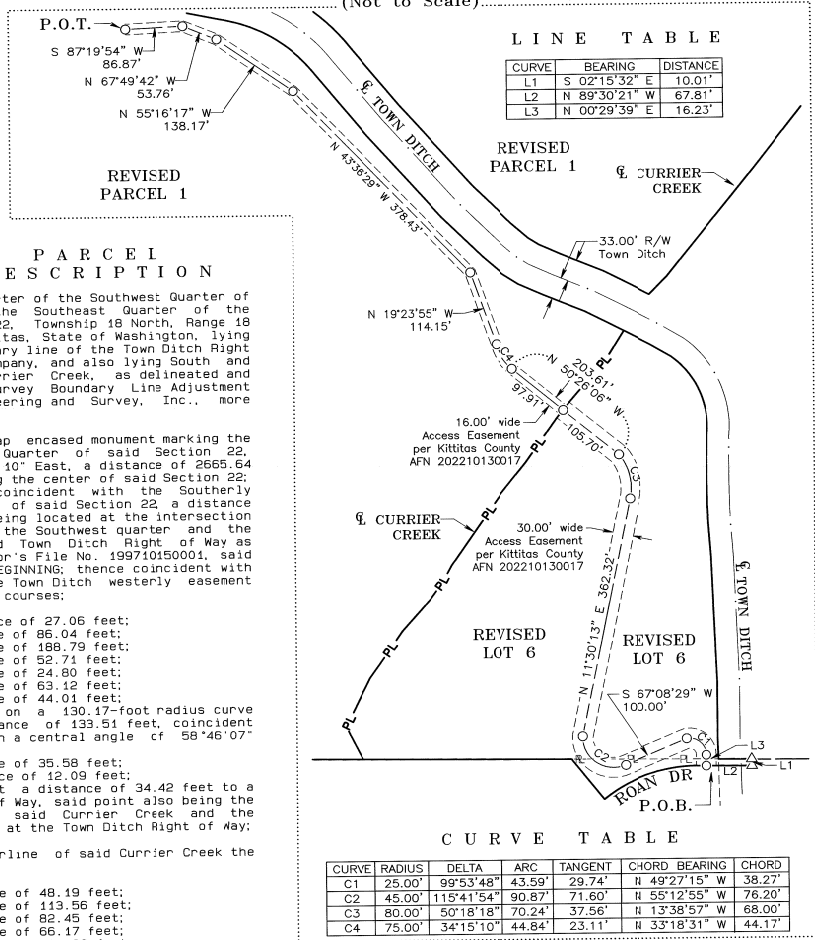 (Not to Scale)
P.O.T.
S 87°19'54" W
86.87'
N 67°49'42" W
53.76'
N 55°16'17" W
138.17'
REVISED
PARCEL 1
LINE TABLE
CURVE BEARING DISTANCE
L1 S 02°15'32" E 10.01'
L2 N 89°30'21" W 67.81'
L3 N 00°29'39" E 16.23'
℄ TOWN DITCH
REVISED
PARCEL 1
℄ CURRIER
CREEK
N 43°36'29" W 378.43'
33.00' R/W
Town Ditch
N 19°23'55" W
114.15'
C4
203.61'
N 50°26'06" W
PL
97.91'
105.70'
16.00' wide
Access Easement
per Kittitas County
AFN 202210130017
PL
C3
PL
℄ CURRIER
CREEK
30.00' wide
Access Easement
per Kittitas County
AFN 202210130017
N 11°30'13" E 362.32'
℄ TOWN DITCH
PL
REVISED
LOT 6
REVISED
LOT 6
PL
S 67°08'29" W
100.00'
C1
L3
C2
PL
PL
PL
L2
L1
ROAN DR
P.O.B.
PARCEL
ESCRIPTION
ter of the Southwest Quarter of
the Southeast Quarter of the
22, Township 18 North, Range 18
itas, State of Washington, lying
ary line of the Town Ditch Right
mpany, and also lying South and
rrier Creek, as delineated and
urvey Boundary Line Adjustment
eering and Survey, Inc., more
ap encased monument marking the
Quarter of said Section 22,
10" East, a distance of 2665.64
ng the center of said Section 22;
coincident with the Southerly
of said Section 22, a distance
eing located at the intersection
the Southwest quarter and the
d Town Ditch Right of Way as
or's File No. 199710150001, said
EGINNING; thence coincident with
e Town Ditch westerly easement
courses;
ce of 27.06 feet;
e of 86.04 feet;
e of 188.79 feet;
e of 52.71 feet;
e of 24.80 feet;
e of 63.12 feet;
e of 44.01 feet;
on a 130.17-foot radius curve
ance of 133.51 feet, coincident
h a central angle of 58°46'07"
e of 35.58 feet;
ce of 12.09 feet;
t a distance of 34.42 feet to a
f Way, said point also being the
said Currier Creek and the
at the Town Ditch Right of Way;
erline of said Currier Creek the
e of 48.19 feet;
e of 113.56 feet;
e of 82.45 feet;
e of 66.17 feet;
CURVE TABLE
CURVE RADIUS DELTA ARC TANGENT CHORD BEARING CHORD
C1 25.00' 99°53'48" 43.59' 29.74' N 49°27'15" W 38.27'
C2 45.00' 115°41'54" 90.87' 71.60' N 55°12'55" W 76.20'
C3 80.00' 50°18'18" 70.24' 37.56' N 13°38'57" W 68.00'
C4 75.00' 34°15'10" 44.84' 23.11' N 33°18'31" W 44.17'